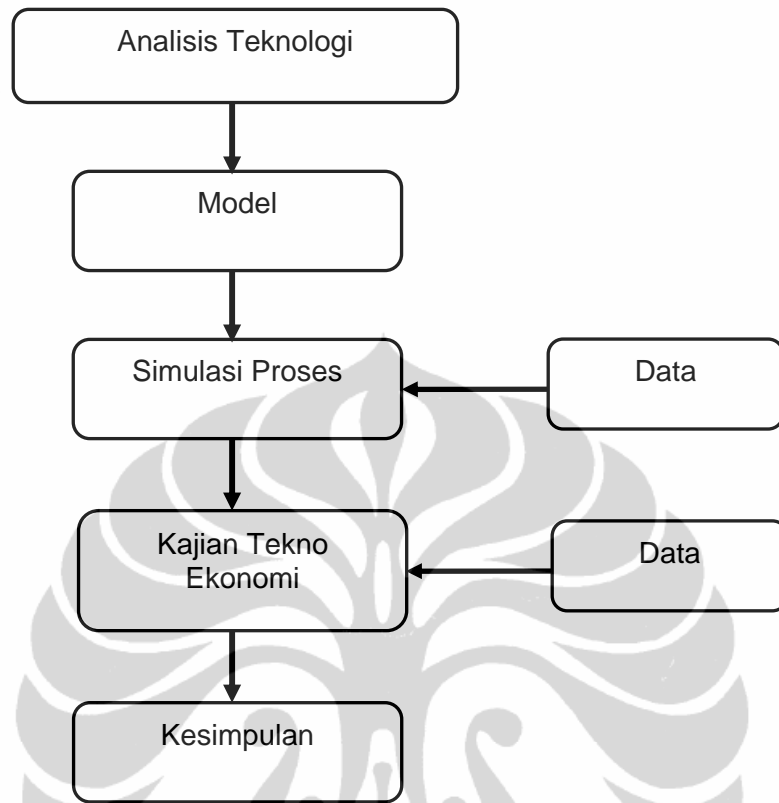 Analisis Teknologi
Model
Simulasi Proses
Data
Kajian Tekno
Ekonomi
Data
Kesimpulan